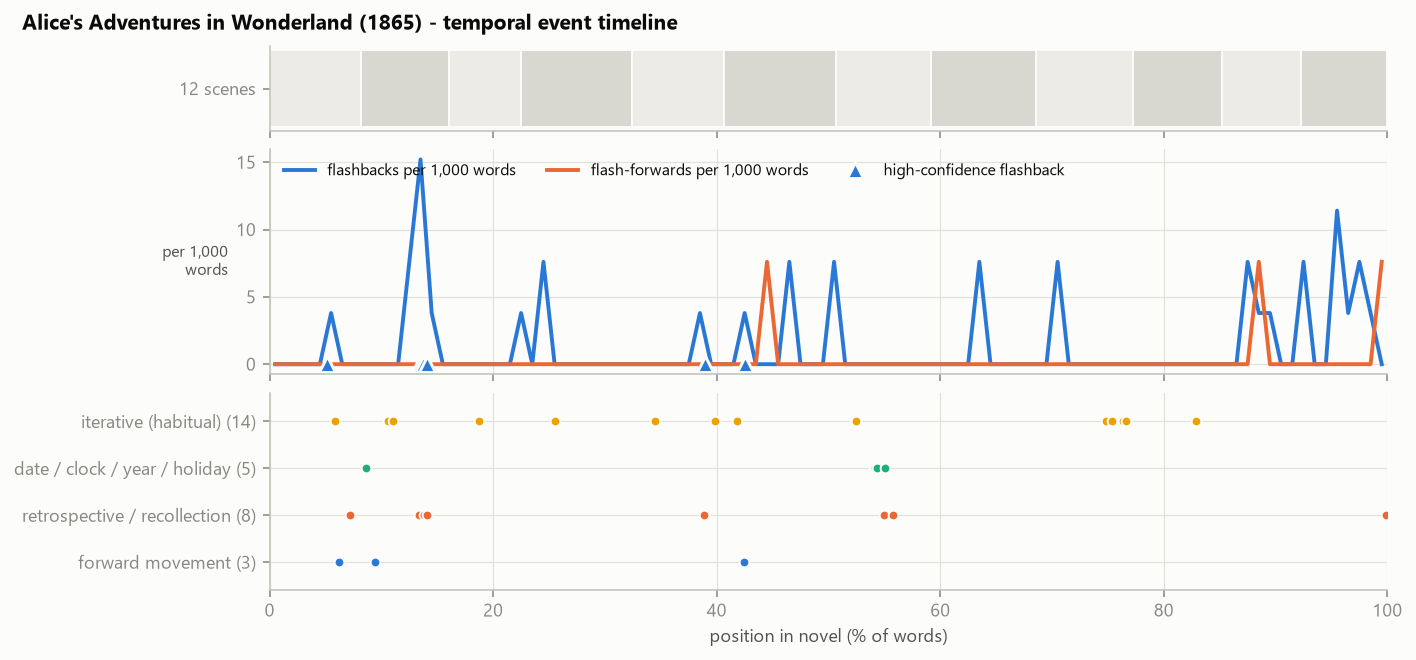 Alice's Adventures in Wonderland (1865) - temporal event timeline
12 scenes
flashbacks per 1,000 words
flash-forwards per 1,000 words
high-confidence flashback
15
10
5
0
per 1,000
words
iterative (habitual) (14)
date / clock / year / holiday (5)
retrospective / recollection (8)
forward movement (3)
0
20
40
60
80
100
position in novel (% of words)